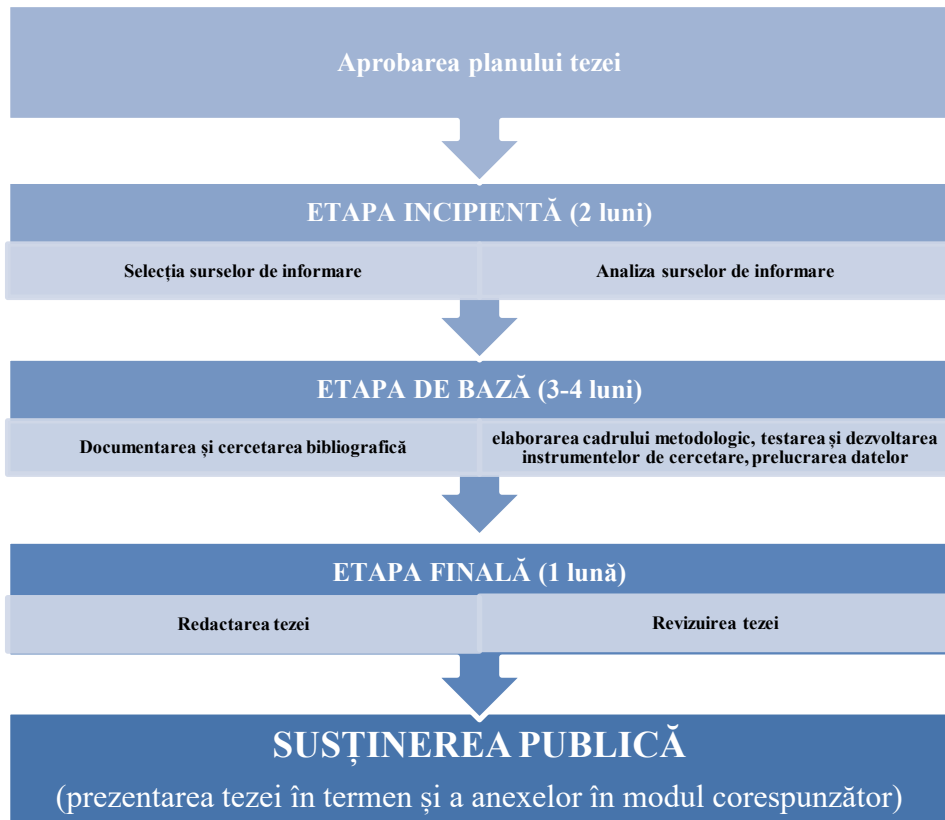 Aprobarea planului tezei
ETAPA INCIPIENTĂ (2 luni)
Selecția surselor de informare
Analiza surselor de informare
ETAPA DE BAZĂ (3-4 luni)
Documentarea și cercetarea bibliografică
elaborarea cadrului metodologic, testarea și dezvoltarea
instrumentelor de cercetare, prelucrarea datelor
ETAPA FINALĂ (1 lună)
Redactarea tezei
Revizuirea tezei
SUSȚINEREA PUBLICĂ
(prezentarea tezei în termen și a anexelor în modul corespunzător)